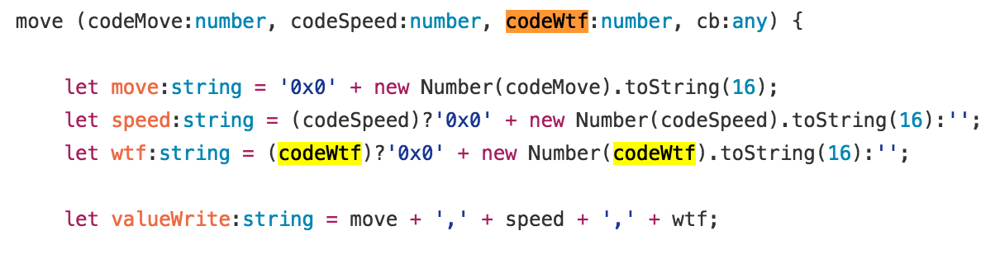 move (codeMove:number, codeSpeed:number, codeWtf:number, cb:any) {
let move:string = '0x0' + new Number(codeMove).toString(16);
let speed:string = (codeSpeed)?'0x0' + new Number(codeSpeed).toString(16):'';
let wtf:string = (codeWtf)?'0x0' + new Number(codeWtf).toString(16):'';
let valueWrite:string = move + ',' + speed + ',' + wtf;